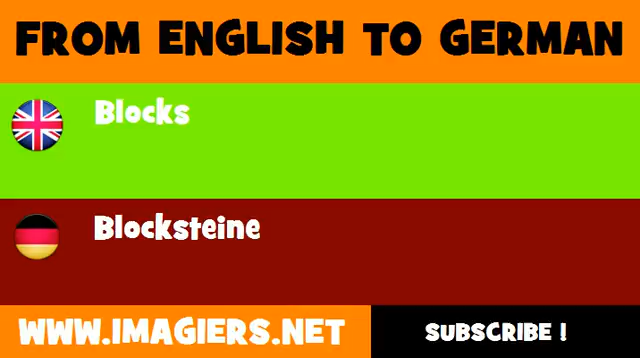 FROM ENGLISH TO GERMAN
Blocks
Blocksteine
WWW.IMAGIERS.NET
SUBSCRIBE !